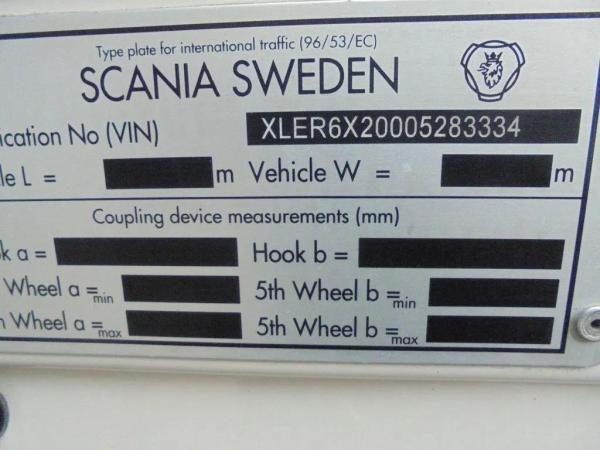 Type plate for international traffic (96/53/EC)
SCANIA SWEDEN
ication No (VIN) XLER6X20005283334
le L = m Vehicle W = m
Coupling device measurements (mm)
k a = Hook b =
Wheel a = min 5th Wheel b = min
h Wheel a = max 5th Wheel b = max